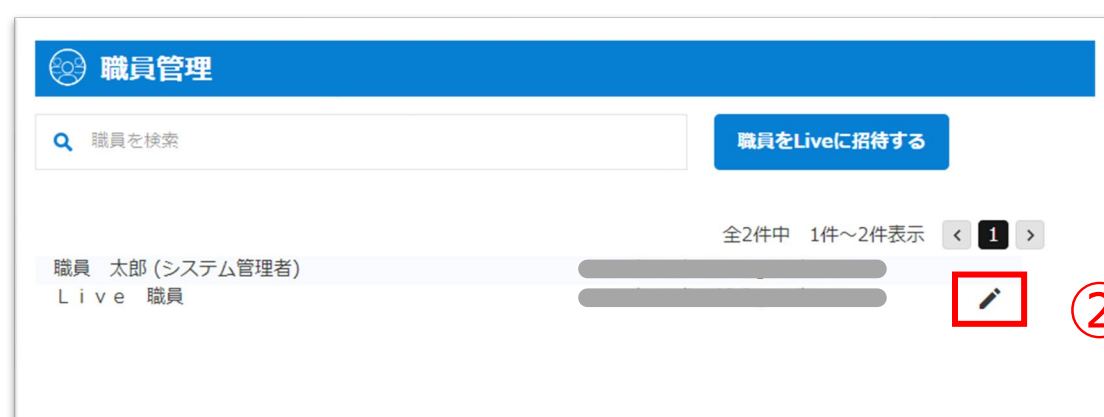 職員管理
職員を検索
職員をLiveに招待する
全2件中　1件～2件表示 < 1 >
職員　太郎 (システム管理者)
Ｌｉｖｅ　職員
②